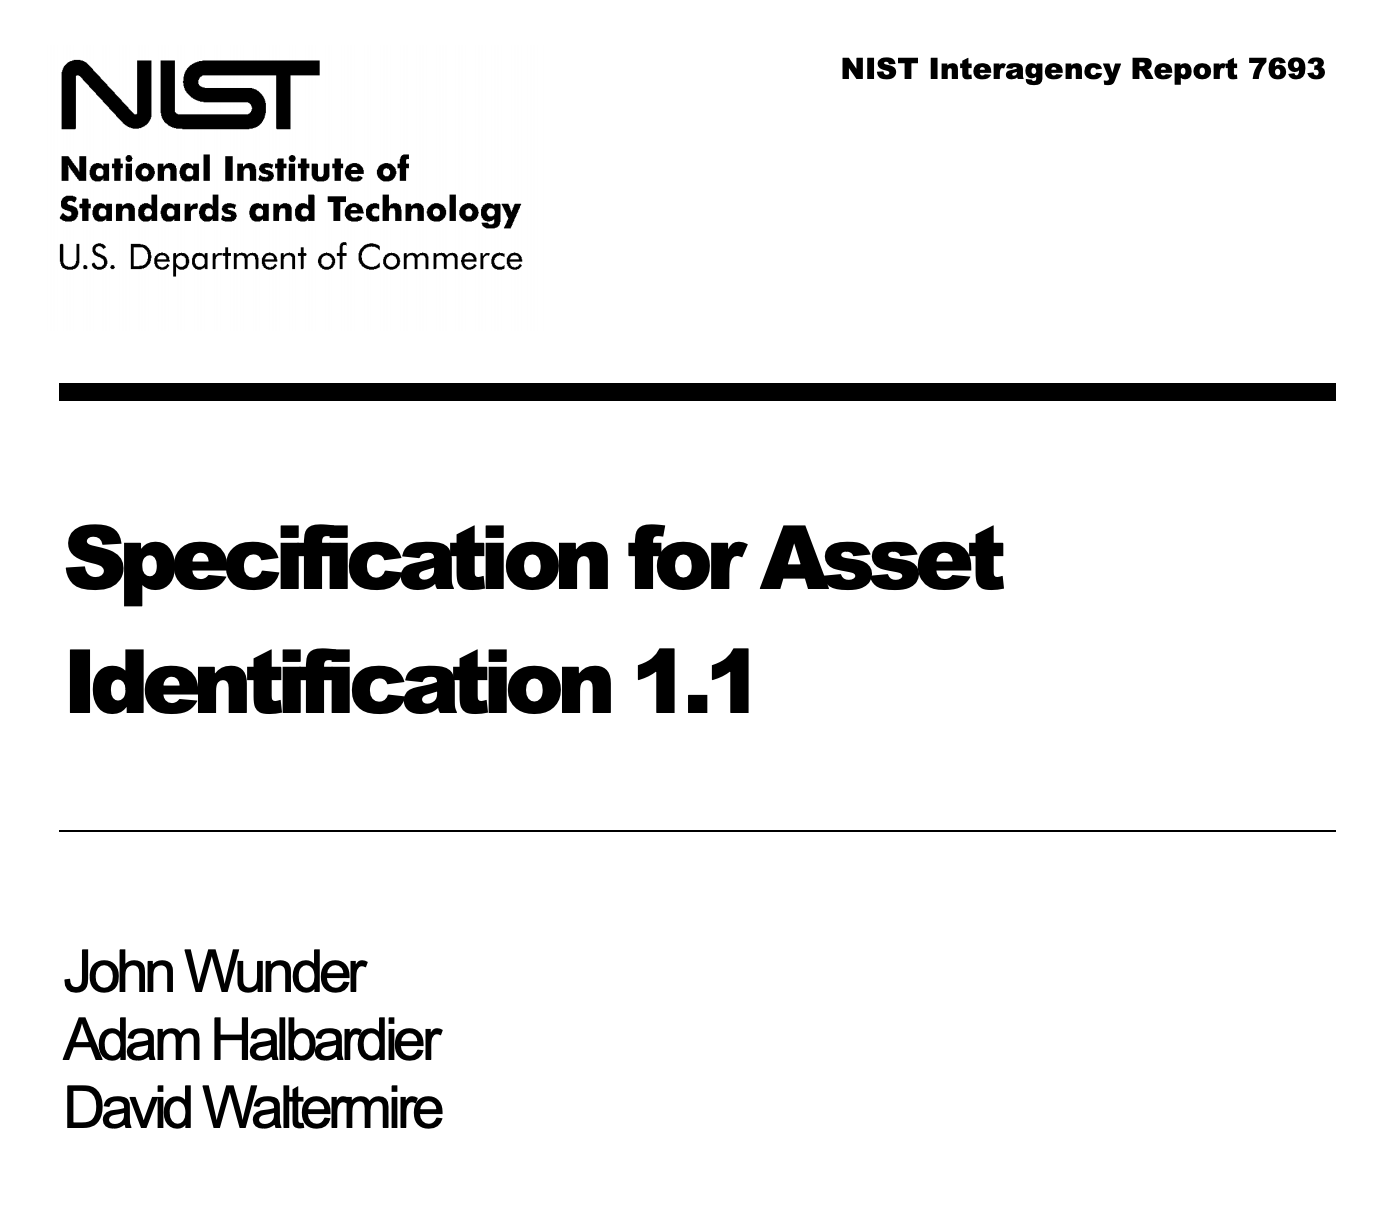 NIST
NIST Interagency Report 7693
National Institute of
Standards and Technology
U.S. Department of Commerce
Specification for Asset
Identification 1.1
John Wunder
Adam Halbardier
David Waltermire